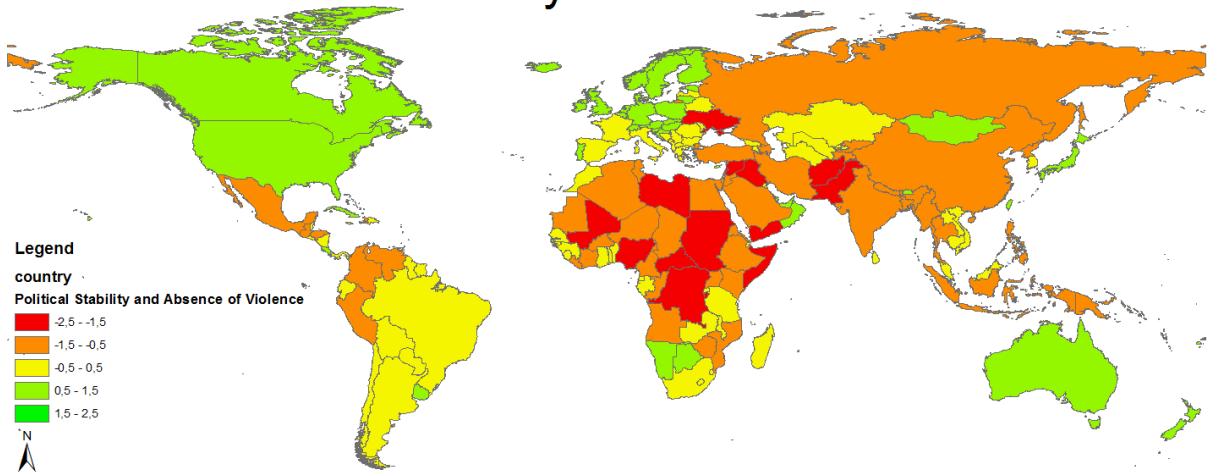 Legend
country
Political Stability and Absence of Violence
-2,5 - -1,5
-1,5 - -0,5
-0,5 - 0,5
0,5 - 1,5
1,5 - 2,5
N